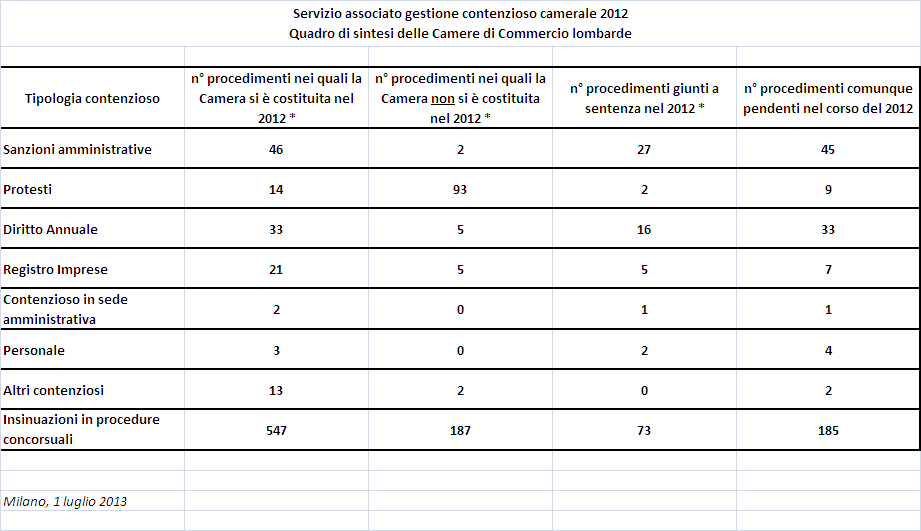 Servizio associato gestione contenzioso camerale 2012
Quadro di sintesi delle Camere di Commercio lombarde
Tipologia contenzioso
n° procedimenti nei quali la
Camera si è costituita nel
2012 *
n° procedimenti nei quali la
Camera non si è costituita
nel 2012 *
n° procedimenti giunti a
sentenza nel 2012 *
n° procedimenti comunque
pendenti nel corso del 2012
Sanzioni amministrative 46 2 27 45
Protesti 14 93 2 9
Diritto Annuale 33 5 16 33
Registro Imprese 21 5 5 7
Contenzioso in sede
amministrativa 2 0 1 1
Personale 3 0 2 4
Altri contenziosi 13 2 0 2
Insinuazioni in procedure
concorsuali 547 187 73 185
Milano, 1 luglio 2013